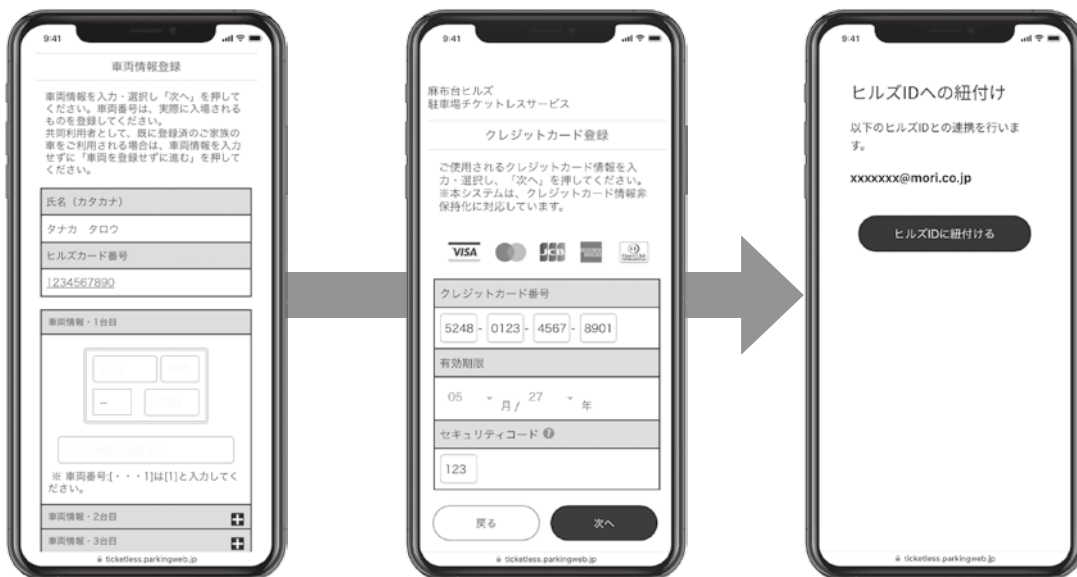 9:41
車両情報登録
車両情報を入力・選択し「次へ」を押して
ください。車両番号は、実際に入場される
ものを登録してください。
共同利用者として、既に登録済のご家族の
車をご利用される場合は、車両情報を入力
せずに「車両を登録せずに進む」を押して
ください。
氏名（カタカナ）
タナカ　タロウ
ヒルズカード番号
1234567890
車両情報・1台目
※ 車両番号:[・・・1]は[1]と入力してく
ださい。
車両情報・2台目
車両情報・3台目
ticketless.parkingweb.jp
9:41
麻布台ヒルズ
駐車場チケットレスサービス
クレジットカード登録
ご使用されるクレジットカード情報を入
力・選択し、「次へ」を押してください。
※本システムは、クレジットカード情報非
保持化に対応しています。
VISA JCB
クレジットカード番号
5248 - 0123 - 4567 - 8901
有効期限
05 月 / 27 年
セキュリティコード ?
123
戻る 次へ
ticketless.parkingweb.jp
9:41
ヒルズIDへの紐付け
以下のヒルズIDとの連携を行いま
す。
xxxxxxx@mori.co.jp
ヒルズIDに紐付ける
ticketless.parkingweb.jp